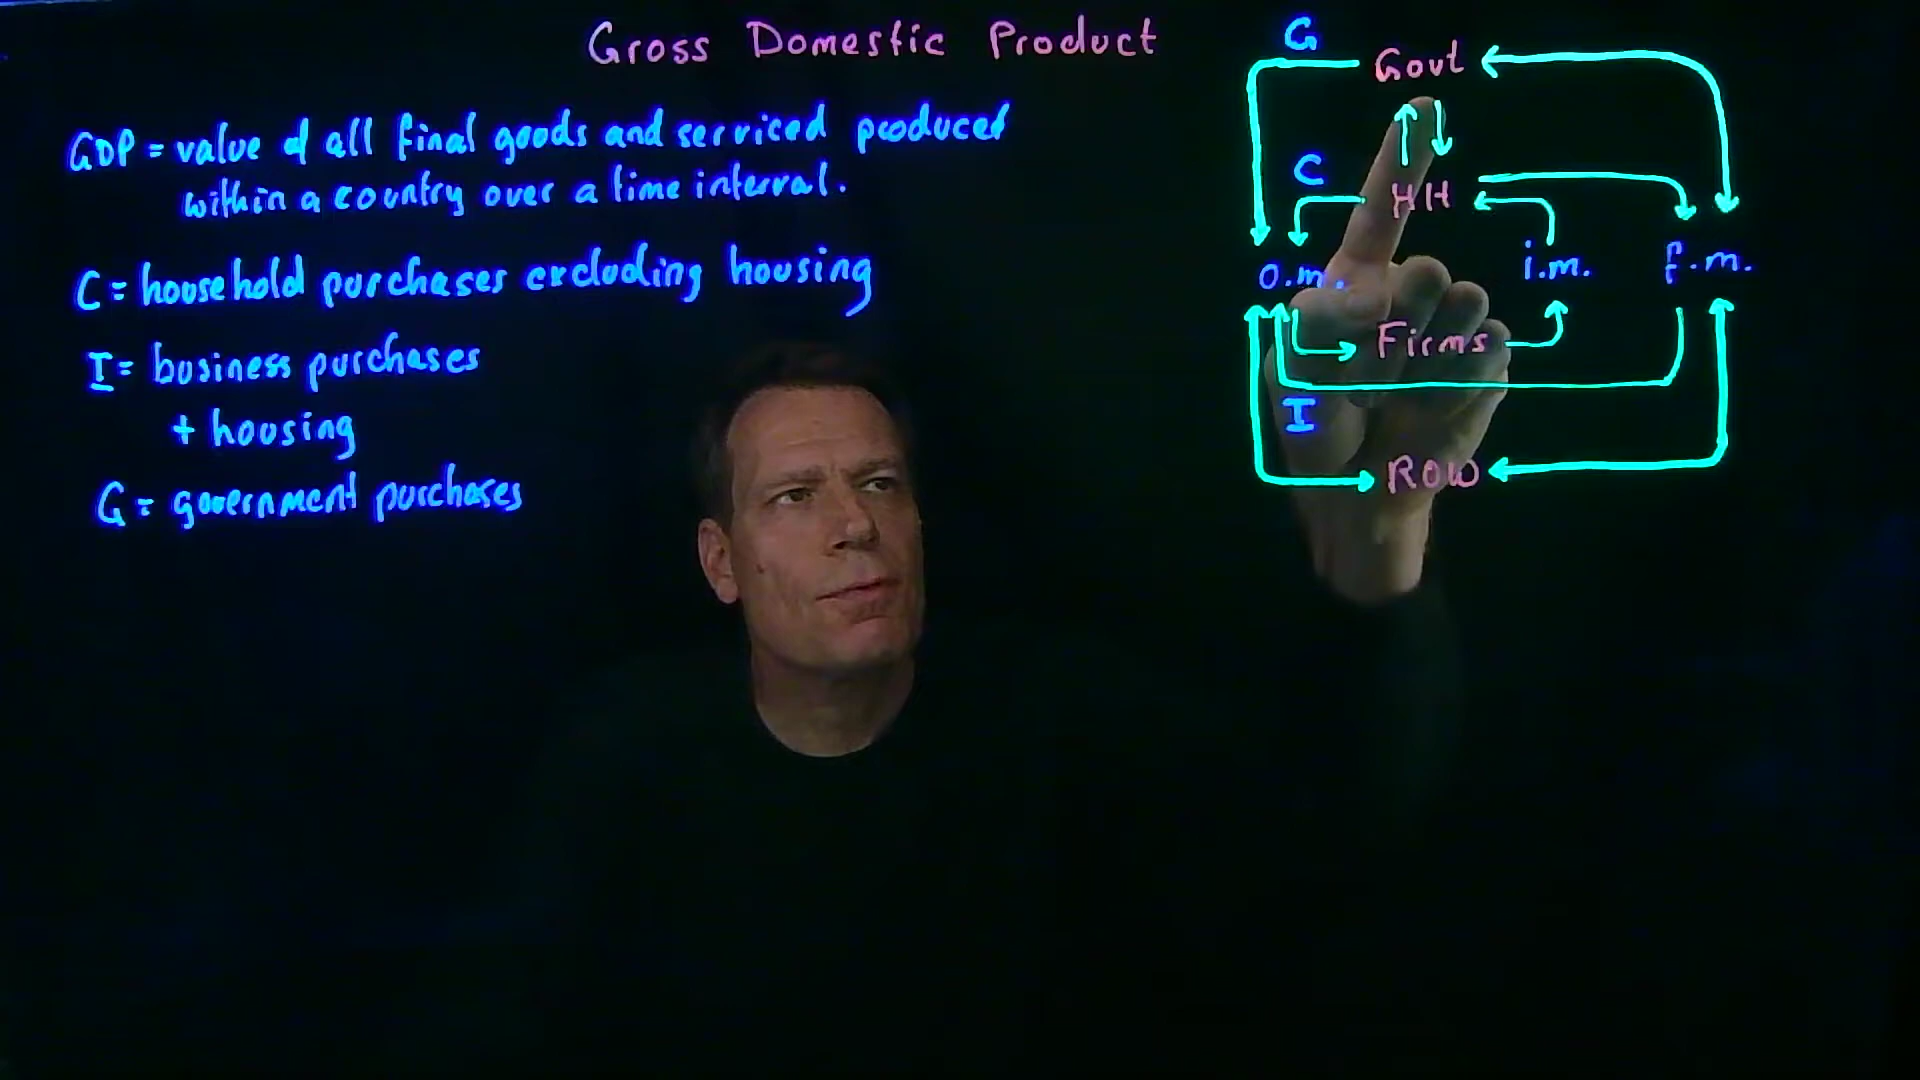 Gross Domestic Product
GDP = value of all final goods and serviced produced
within a country over a time interval.
C = household purchases excluding housing
I = business purchases
+ housing
G = government purchases
G
Govt
C
HH
o.m.
i.m.
f.m.
Firms
I
ROW